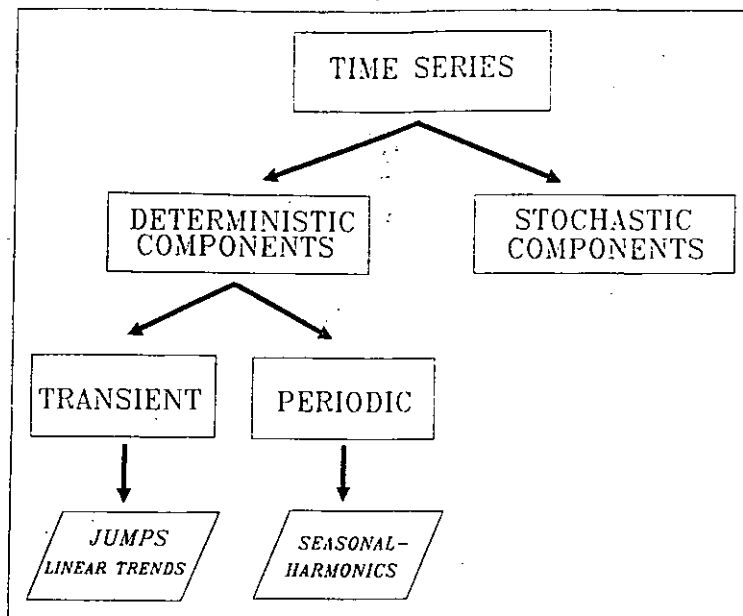 TIME SERIES
DETERMINISTIC
COMPONENTS
STOCHASTIC
COMPONENTS
TRANSIENT
PERIODIC
JUMPS
LINEAR TRENDS
SEASONAL-
HARMONICS